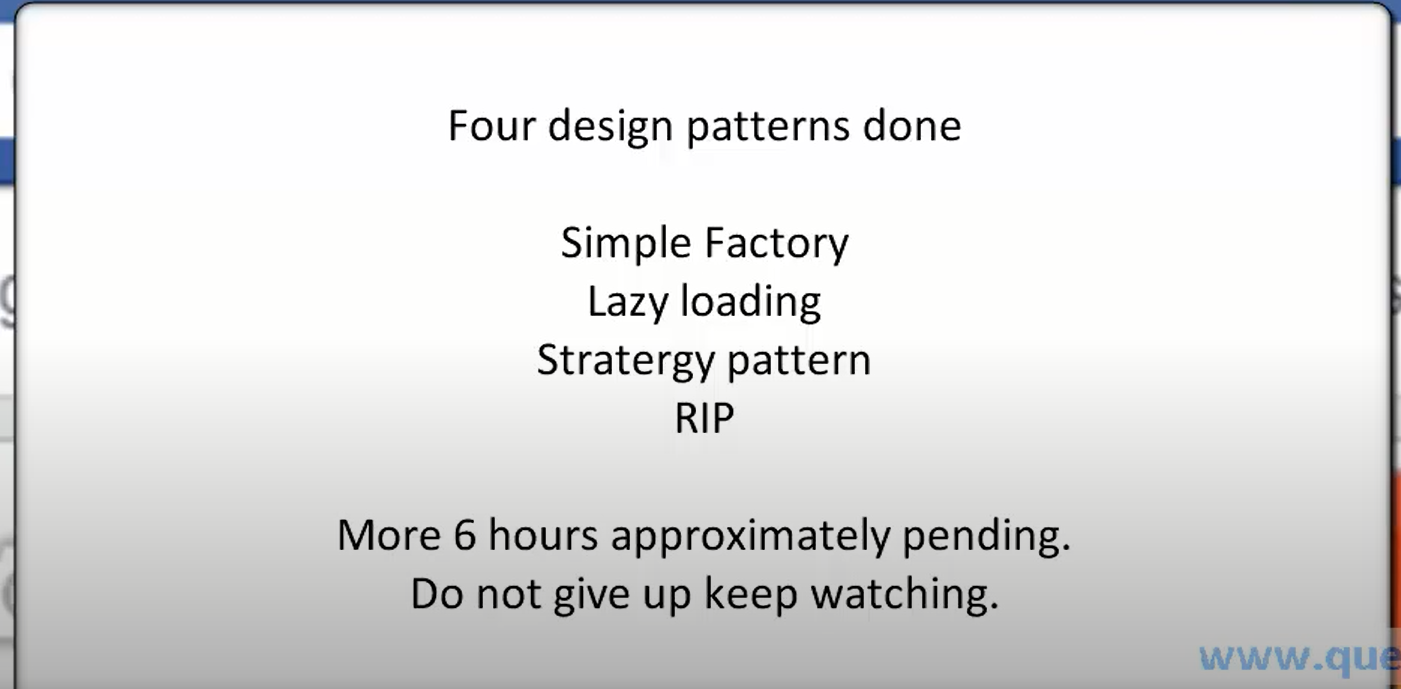 Four design patterns done
Simple Factory
Lazy loading
Stratergy pattern
RIP
More 6 hours approximately pending.
Do not give up keep watching.
www.que